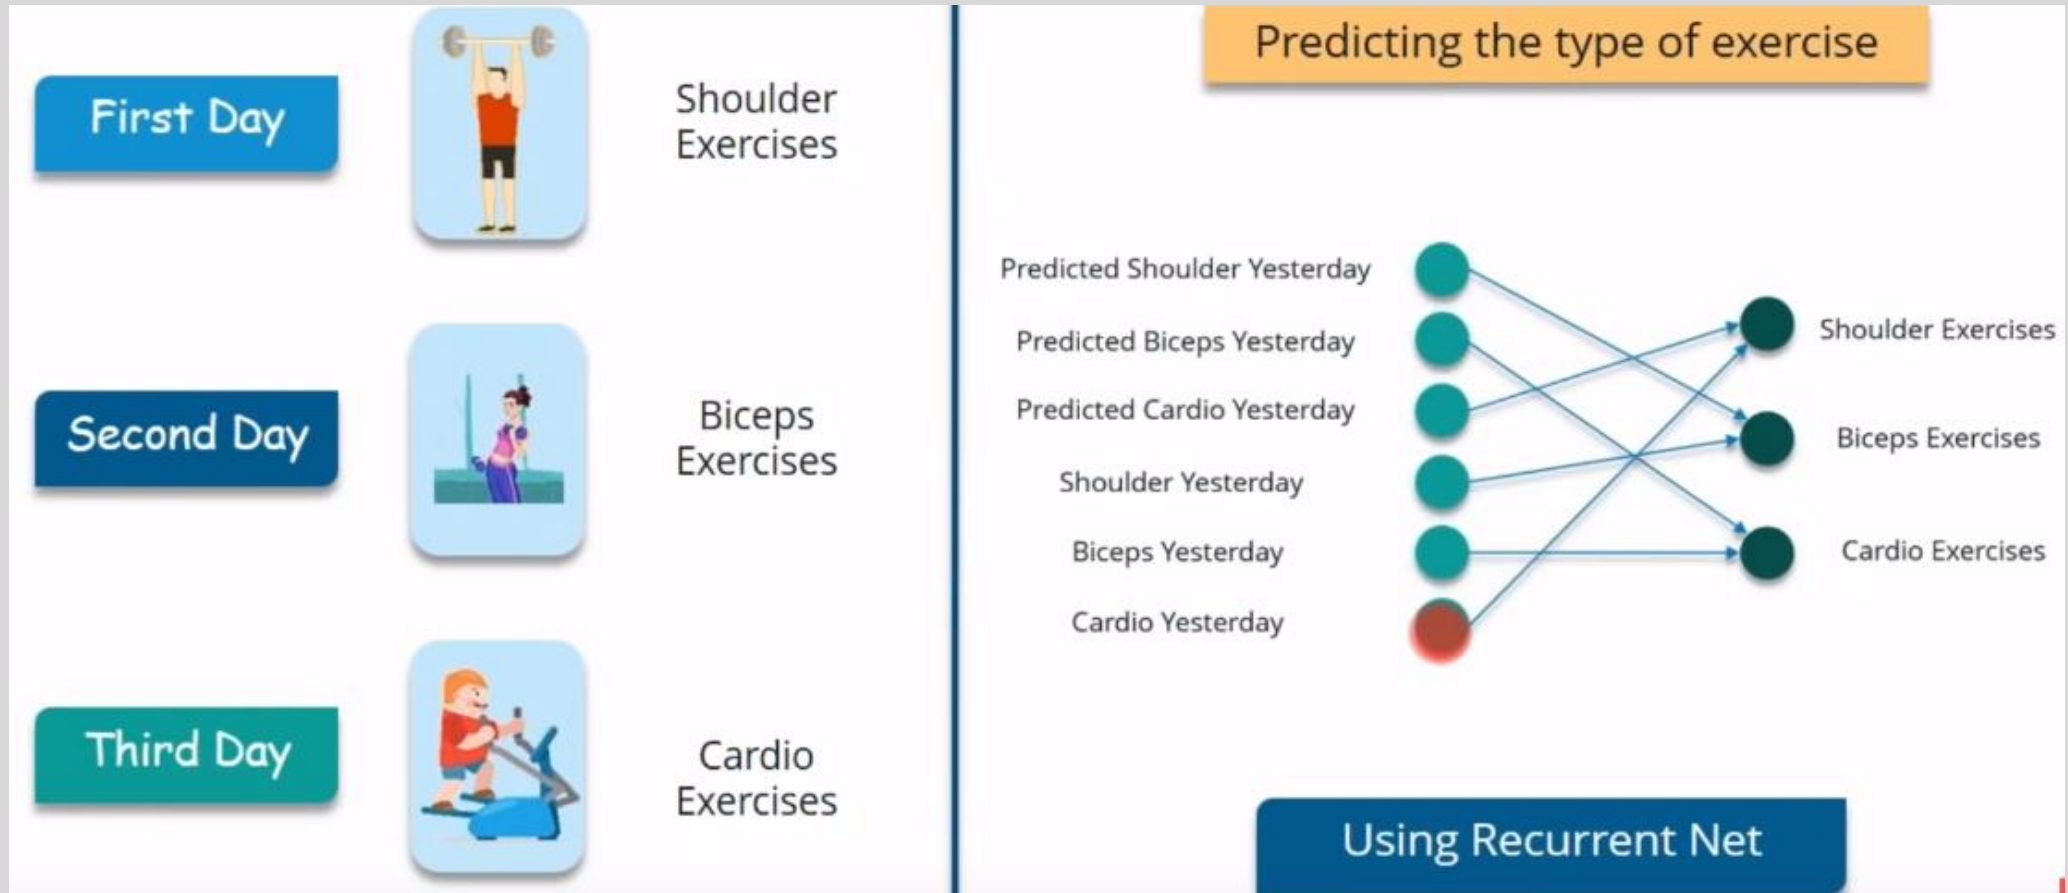 First Day
Shoulder
Exercises
Second Day
Biceps
Exercises
Third Day
Cardio
Exercises
Predicting the type of exercise
Predicted Shoulder Yesterday
Predicted Biceps Yesterday
Predicted Cardio Yesterday
Shoulder Yesterday
Biceps Yesterday
Cardio Yesterday
Shoulder Exercises
Biceps Exercises
Cardio Exercises
Using Recurrent Net